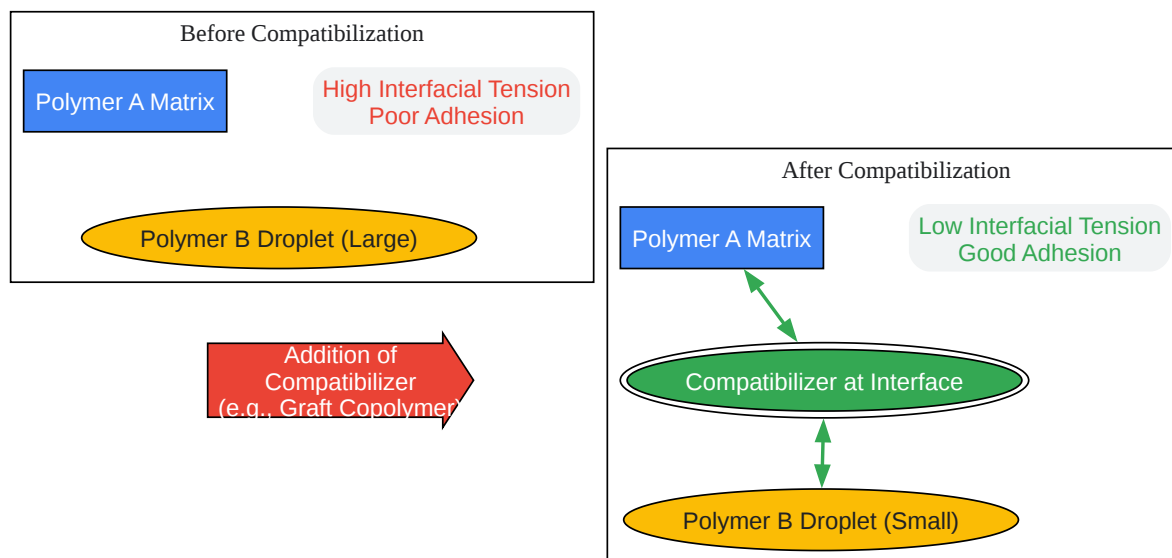 Before Compatibilization
Polymer A Matrix
High Interfacial Tension
Poor Adhesion
Polymer B Droplet (Large)
Addition of
Compatibilizer
(e.g., Graft Copolymer)
After Compatibilization
Polymer A Matrix
Low Interfacial Tension
Good Adhesion
Compatibilizer at Interface
Polymer B Droplet (Small)